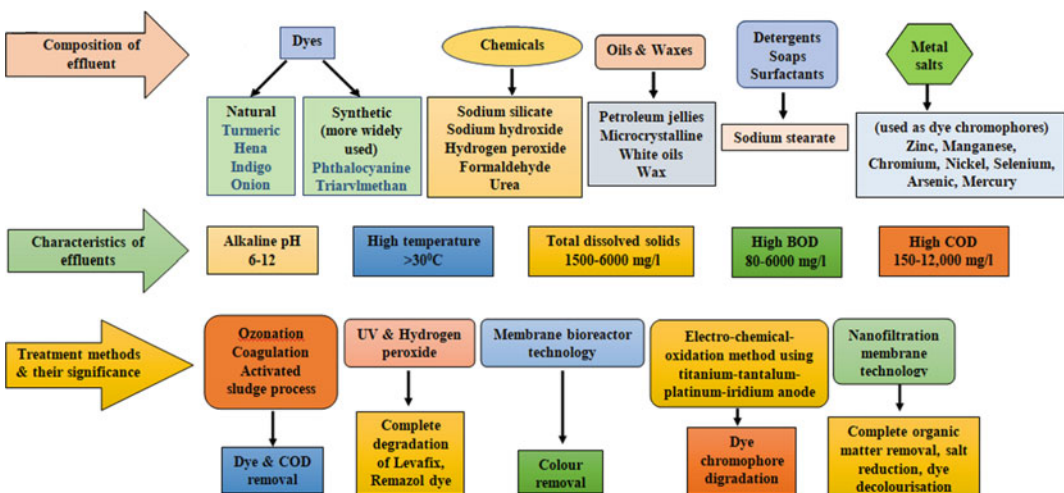 Composition of
effluent
Dyes
Natural
Turmeric
Hena
Indigo
Onion
Synthetic
(more widely
used)
Phthalocyanine
Triarylmethan
Chemicals
Sodium silicate
Sodium hydroxide
Hydrogen peroxide
Formaldehyde
Urea
Oils & Waxes
Petroleum jellies
Microcrystalline
White oils
Wax
Detergents
Soaps
Surfactants
Sodium stearate
Metal
salts
(used as dye chromophores)
Zinc, Manganese,
Chromium, Nickel, Selenium,
Arsenic, Mercury
Characteristics of
effluents
Alkaline pH
6-12
High temperature
>30⁰C
Total dissolved solids
1500-6000 mg/l
High BOD
80-6000 mg/l
High COD
150-12,000 mg/l
Treatment methods
& their significance
Ozonation
Coagulation
Activated
sludge process
Dye & COD
removal
UV & Hydrogen
peroxide
Complete
degradation
of Levafix,
Remazol dye
Membrane bioreactor
technology
Colour
removal
Electro-chemical-
oxidation method using
titanium-tantalum-
platinum-iridium anode
Dye
chromophore
degradation
Nanofiltration
membrane
technology
Complete organic
matter removal, salt
reduction, dye
decolourisation